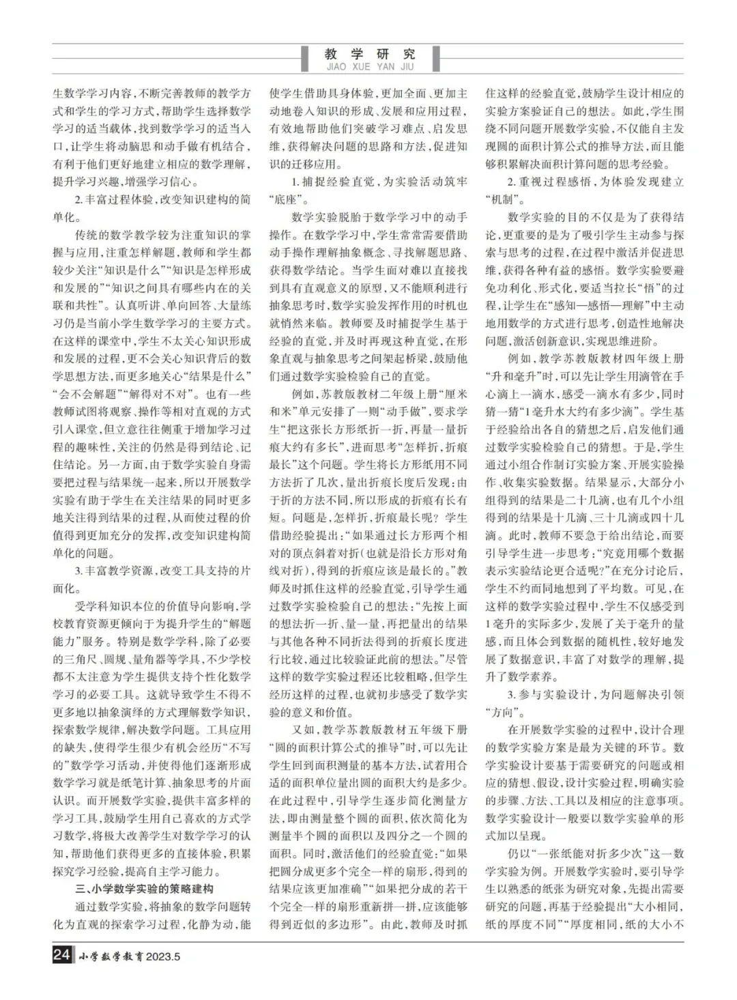 教 学 研 究
JIAO XUE YAN JIU
生数学学习内容,不断完善教师的教学方
式和学生的学习方式,帮助学生选择数学
学习的适当载体,找到数学学习的适当入
口,让学生将动脑思和动手做有机结合,
有利于他们更好地建立相应的数学理解,
提升学习兴趣,增强学习信心。
2.丰富过程体验,改变知识建构的简
单化。
传统的数学教学较为注重知识的掌
握与应用,注重怎样解题,教师和学生都
较少关注“知识是什么”“知识是怎样形成
和发展的”“知识之间具有哪些内在的关
联和共性”。认真听讲、单向回答、大量练
习仍是当前小学生数学学习的主要方式。
在这样的课堂中,学生不太关心知识形成
和发展的过程,更不会关心知识背后的数
学思想方法,而更多地关心“结果是什么”
“会不会解题”“解得对不对”。也有一些
教师试图将观察、操作等相对直观的方式
引入课堂,但立意往往侧重于增加学习过
程的趣味性,关注的仍然是得到结论、记
住结论。另一方面,由于数学实验自身需
要把过程与结果统一起来,所以开展数学
实验有助于学生在关注结果的同时更多
地关注得到结果的过程,从而使过程的价
值得到更加充分的发挥,改变知识建构简
单化的问题。
3.丰富教学资源,改变工具支持的片
面化。
受学科知识本位的价值导向影响,学
校教育资源更倾向于为提升学生的“解题
能力”服务。特别是数学学科,除了必要
的三角尺、圆规、量角器等学具,不少学校
都不太注意为学生提供支持个性化数学
学习的必要工具。这就导致学生不得不
更多地以抽象演绎的方式理解数学知识,
探索数学规律,解决数学问题。工具应用
的缺失,使得学生很少有机会经历“不写
的”数学学习活动,并使得他们逐渐形成
数学学习就是纸笔计算、抽象思考的片面
认识。而开展数学实验,提供丰富多样的
学习工具,鼓励学生用自己喜欢的方式学
习数学,将极大改善学生对数学学习的认
知,帮助他们获得更多的直接体验,积累
探究学习经验,提高自主学习能力。
三、小学数学实验的策略建构
通过数学实验,将抽象的数学问题转
化为直观的探索学习过程,化静为动,能
使学生借助具身体验,更加全面、更加主
动地卷入知识的形成、发展和应用过程,
有效地帮助他们突破学习难点、启发思
维,获得解决问题的思路和方法,促进知
识的迁移应用。
1.捕捉经验直觉,为实验活动筑牢
“底座”。
数学实验脱胎于数学学习中的动手
操作。在数学学习中,学生常常需要借助
动手操作理解抽象概念、寻找解题思路、
获得数学结论。当学生面对难以直接找
到具有直观意义的原型,又不能顺利进行
抽象思考时,数学实验发挥作用的时机也
就悄然来临。教师要及时捕捉学生基于
经验的直觉,并及时再现这种直觉,在形
象直观与抽象思考之间架起桥梁,鼓励他
们通过数学实验检验自己的直觉。
例如,苏教版教材二年级上册“厘米
和米”单元安排了一则“动手做”,要求学
生“把这张长方形纸折一折,再量一量折
痕大约有多长”,进而思考“怎样折,折痕
最长”这个问题。学生将长方形纸用不同
方法折了几次,量出折痕长度后发现:由
于折的方法不同,所以形成的折痕有长有
短。问题是,怎样折,折痕最长呢?学生
借助经验提出:“如果通过长方形两个相
对的顶点斜着对折(也就是沿长方形对角
线对折),得到的折痕应该是最长的。”教
师及时抓住这样的经验直觉,引导学生通
过数学实验检验自己的想法:“先按上面
的想法折一折、量一量,再把量出的结果
与其他各种不同折法得到的折痕长度进
行比较,通过比较验证此前的想法。”尽管
这样的数学实验过程还比较粗略,但学生
经历这样的过程,也就初步感受了数学实
验的意义和价值。
又如,教学苏教版教材五年级下册
“圆的面积计算公式的推导”时,可以先让
学生回到面积测量的基本方法,试着用合
适的面积单位量出圆的面积大约是多少。
在此过程中,引导学生逐步简化测量方
法,即由测量整个圆的面积,依次简化为
测量半个圆的面积以及四分之一个圆的
面积。同时,激活他们的经验直觉:“如果
把圆分成更多个完全一样的扇形,得到的
结果应该更加准确”“如果把分成的若干
个完全一样的扇形重新拼一拼,应该能够
得到近似的多边形”。由此,教师及时抓
住这样的经验直觉,鼓励学生设计相应的
实验方案验证自己的想法。如此,学生围
绕不同问题开展数学实验,不仅能自主发
现圆的面积计算公式的推导方法,而且能
够积累解决面积计算问题的思考经验。
2.重视过程感悟,为体验发现建立
“机制”。
数学实验的目的不仅是为了获得结
论,更重要的是为了吸引学生主动参与探
索与思考的过程,在过程中激活并促进思
维,获得各种有益的感悟。数学实验要避
免功利化、形式化,要适当拉长“悟”的过
程,让学生在“感知—感悟—理解”中主动
地用数学的方式进行思考,创造性地解决
问题,激活创新意识,实现思维进阶。
例如,教学苏教版教材四年级上册
“升和毫升”时,可以先让学生用滴管在手
心滴上一滴水,感受一滴水有多少,同时
猜一猜“1毫升水大约有多少滴”。学生基
于经验给出各自的猜想之后,启发他们通
过数学实验检验自己的猜想。于是,学生
通过小组合作制订实验方案、开展实验操
作、收集实验数据。结果显示,大部分小
组得到的结果是二十几滴,也有几个小组
得到的结果是十几滴、三十几滴或四十几
滴。此时,教师不要急于给出结论,而要
引导学生进一步思考:“究竟用哪个数据
表示实验结论更合适呢?”在充分讨论后,
学生不约而同地想到了平均数。可见,在
这样的数学实验过程中,学生不仅感受到
1毫升的实际多少,发展了关于毫升的量
感,而且体会到数据的随机性,较好地发
展了数据意识,丰富了对数学的理解,提
升了数学素养。
3.参与实验设计,为问题解决引领
“方向”。
在开展数学实验的过程中,设计合理
的数学实验方案是最为关键的环节。数
学实验设计要基于需要研究的问题或相
应的猜想、假设,设计实验过程,明确实验
的步骤、方法、工具以及相应的注意事项。
数学实验设计一般要以数学实验单的形
式加以呈现。
仍以“一张纸能对折多少次”这一数
学实验为例。开展数学实验时,要引导学
生以熟悉的纸张为研究对象,先提出需要
研究的问题,再基于经验提出“大小相同,
纸的厚度不同”“厚度相同,纸的大小不
24 小学数学教育 2023.5